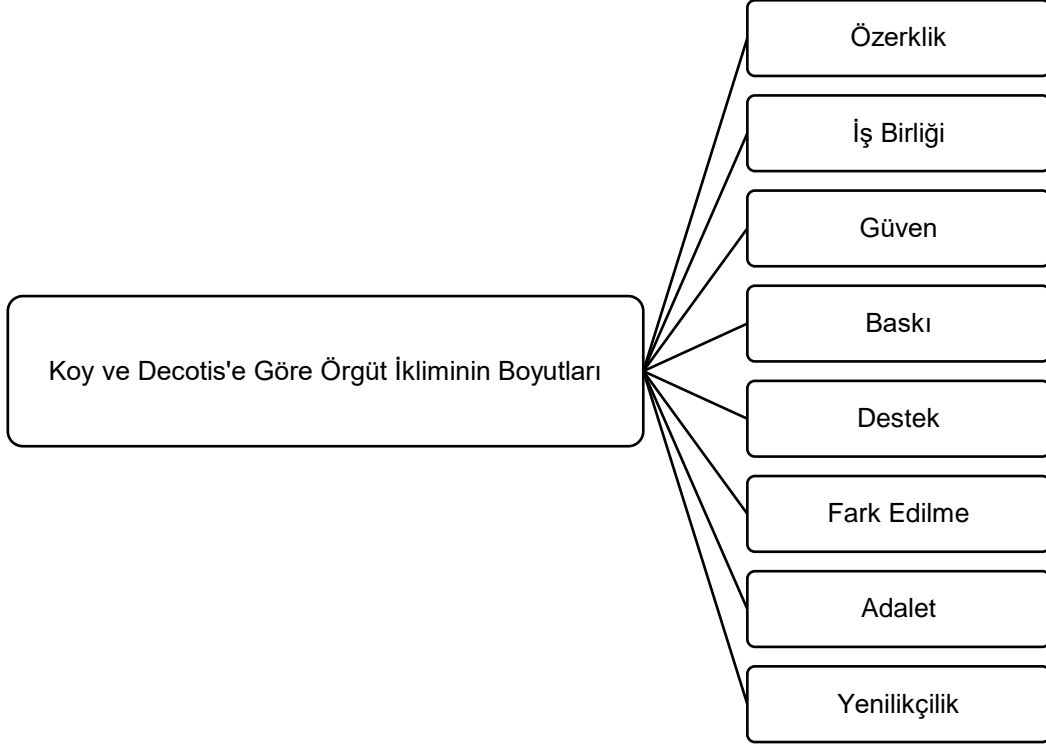 Özerklik
İş Birliği
Güven
Baskı
Koy ve Decotis'e Göre Örgüt İkliminin Boyutları
Destek
Fark Edilme
Adalet
Yenilikçilik